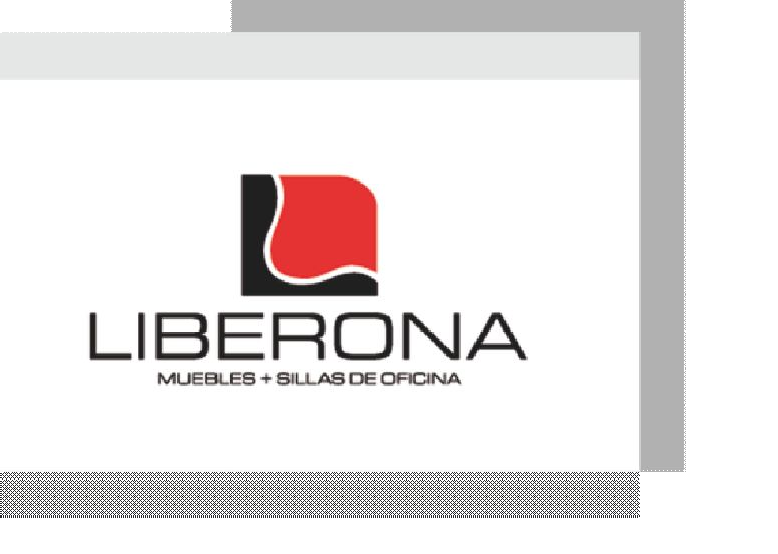 LIBERONA
MUEBLES + SILLAS DE OFICINA